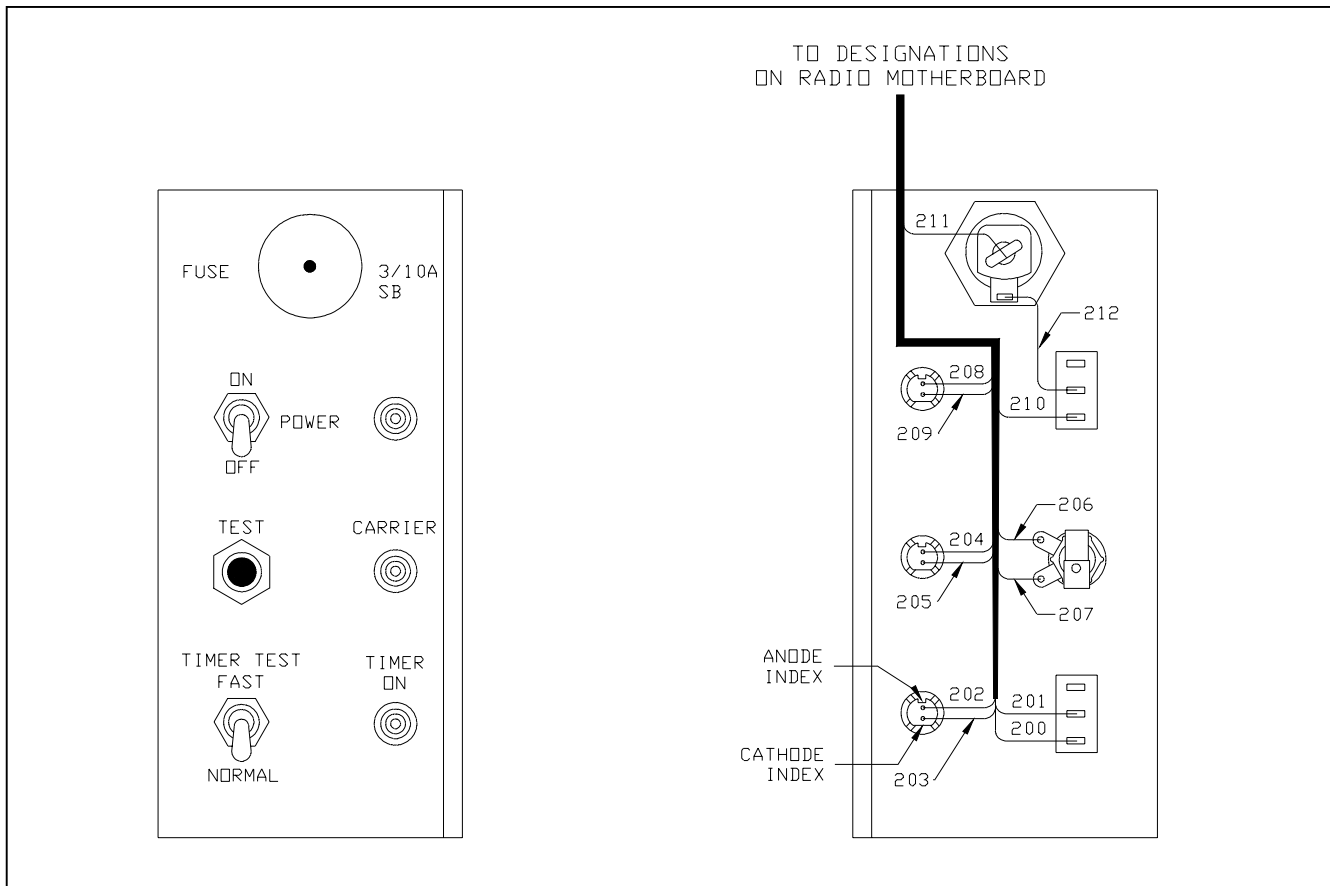 TO DESIGNATIONS
ON RADIO MOTHERBOARD
FUSE
3/10A
SB
ON
POWER
OFF
TEST
CARRIER
TIMER TEST
FAST
TIMER
ON
NORMAL
211
212
208
210
209
206
204
205
207
ANODE
INDEX
202
201
200
CATHODE
INDEX
203